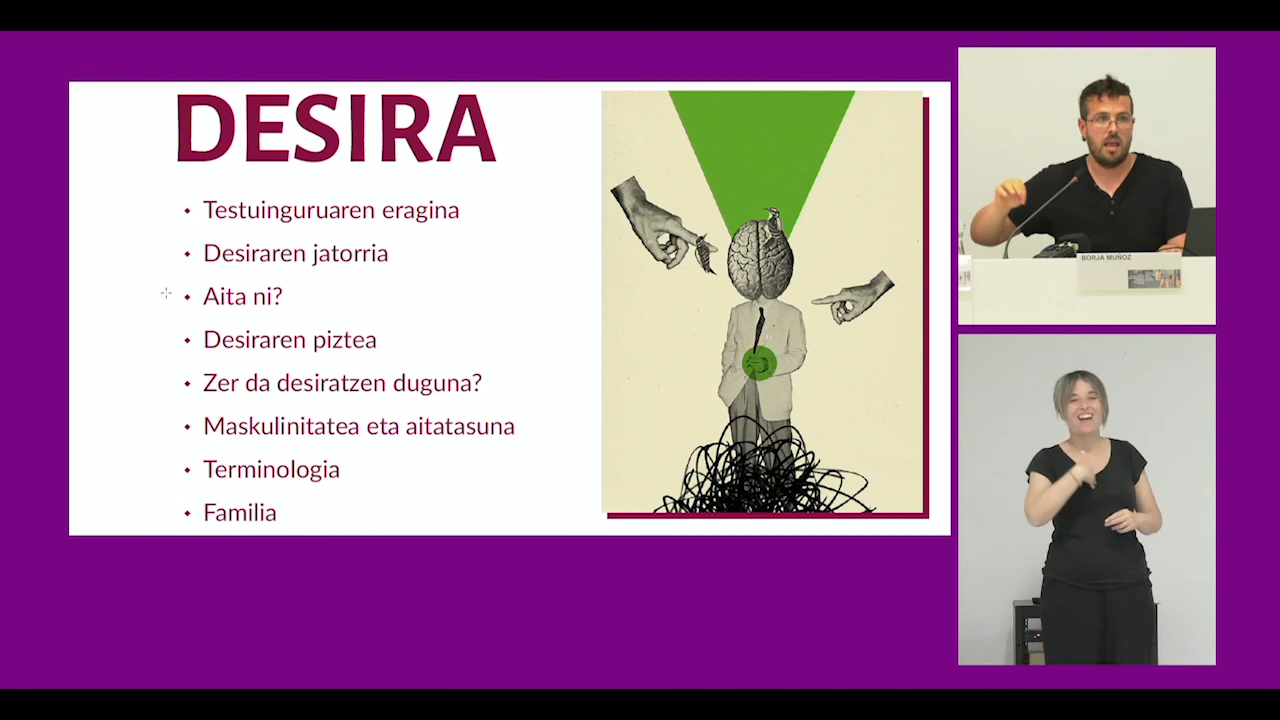 DESIRA
Testuinguruaren eragina
Desiraren jatorria
Aita ni?
Desiraren piztea
Zer da desiratzen duguna?
Maskulinitatea eta aitatasuna
Terminologia
Familia
BORJA MUÑOZ